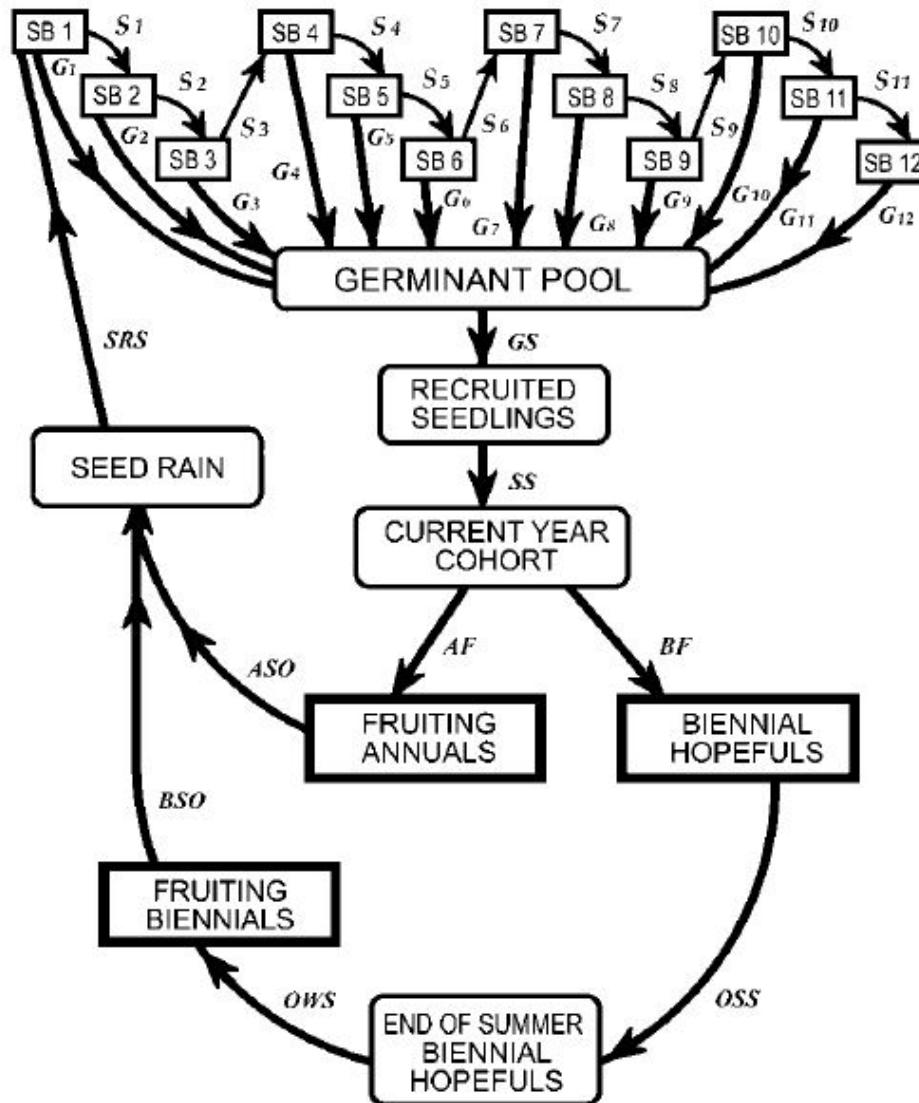 SB 1
S1
SB 4
S4
SB 7
S7
SB 10
S10
G1
SB 2
S2
SB 5
S5
SB 8
S8
SB 11
S11
G2
SB 3
S3
G4
G5
SB 6
S6
SB 9
S9
SB 12
G3
G6
G7
G8
G9
G10
G11
G12
GERMINANT POOL
SRS
GS
RECRUITED
SEEDLINGS
SEED RAIN
SS
CURRENT YEAR
COHORT
AF
BF
ASO
FRUITING
ANNUALS
BIENNIAL
HOPEFULS
BSO
FRUITING
BIENNIALS
OWS
OSS
END OF SUMMER
BIENNIAL
HOPEFULS